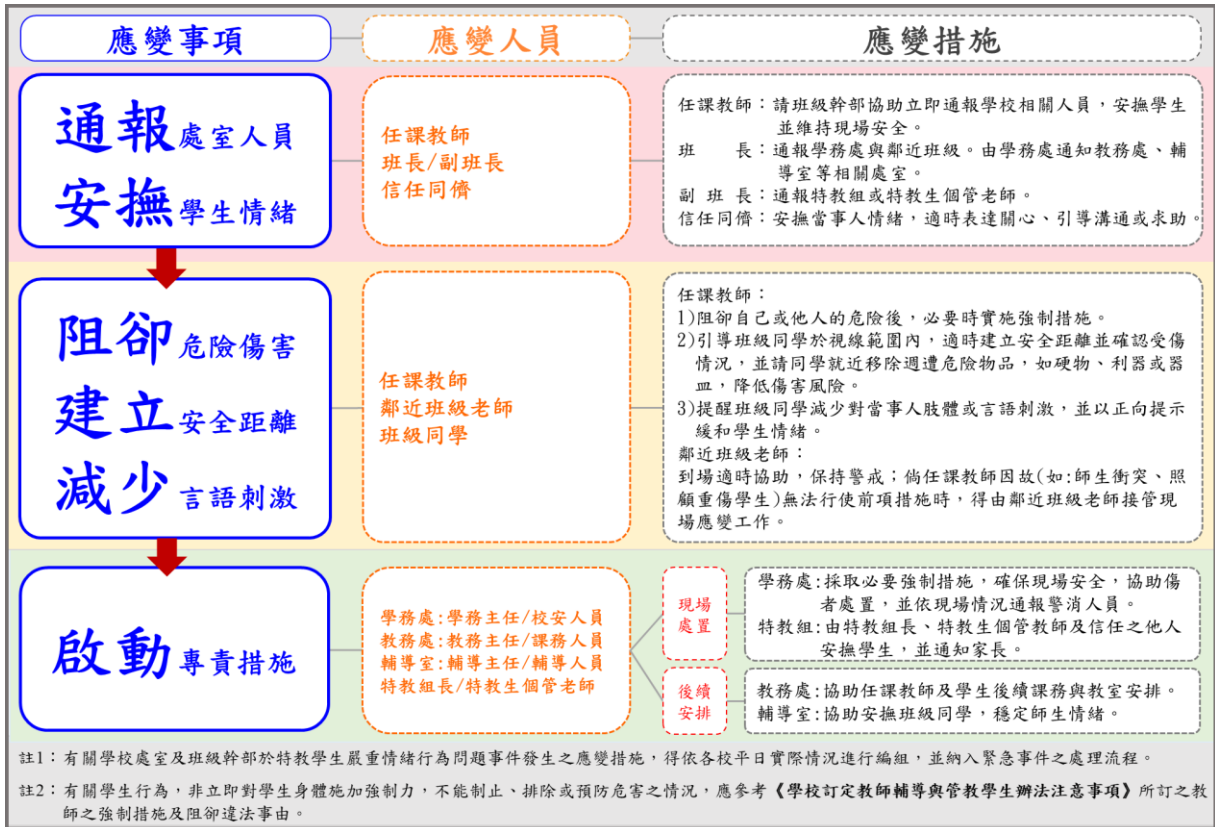 應變事項
應變人員
應變措施
通報處室人員
安撫學生情緒
任課教師
班長/副班長
信任同儕
任課教師：請班級幹部協助立即通報學校相關人員，安撫學生
並維持現場安全。
班　　長：通報學務處與鄰近班級。由學務處通知教務處、輔
導室等相關處室。
副 班 長：通報特教組或特教生個管老師。
信任同儕：安撫當事人情緒，適時表達關心、引導溝通或求助。
阻卻危險傷害
建立安全距離
減少言語刺激
任課教師
鄰近班級老師
班級同學
任課教師：
1)阻卻自己或他人的危險後，必要時實施強制措施。
2)引導班級同學於視線範圍內，適時建立安全距離並確認受傷
情況，並請同學就近移除週遭危險物品，如硬物、利器或器
皿，降低傷害風險。
3)提醒班級同學減少對當事人肢體或言語刺激，並以正向提示
緩和學生情緒。
鄰近班級老師：
到場適時協助，保持警戒；倘任課教師因故(如:師生衝突、照
顧重傷學生)無法行使前項措施時，得由鄰近班級老師接管現
場應變工作。
啟動專責措施
學務處:學務主任/校安人員
教務處:教務主任/課務人員
輔導室:輔導主任/輔導人員
特教組長/特教生個管老師
現場
處置
學務處:採取必要強制措施，確保現場安全，協助傷
者處置，並依現場情況通報警消人員。
特教組:由特教組長、特教生個管教師及信任之他人
安撫學生，並通知家長。
後續
安排
教務處:協助任課教師及學生後續課務與教室安排。
輔導室:協助安撫班級同學，穩定師生情緒。
註1：有關學校處室及班級幹部於特教學生嚴重情緒行為問題事件發生之應變措施，得依各校平日實際情況進行編組，並納入緊急事件之處理流程。
註2：有關學生行為，非立即對學生身體施加強制力，不能制止、排除或預防危害之情況，應參考《學校訂定教師輔導與管教學生辦法注意事項》所訂之教
師之強制措施及阻卻違法事由。